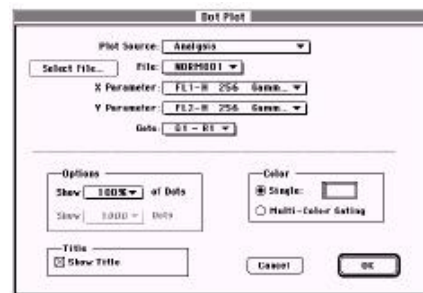 Dot Plot
Plot Source: Analysis
Select File... File: NORM001
X Parameter: FL1-H 256 Gamm...
Y Parameter: FL2-H 256 Gamm...
Gate: G1 = R1
Options
Show 100% of Dots
Show 1000 Dots
Color
Single:
Multi-Color Gating
Title
Show Title
Cancel OK